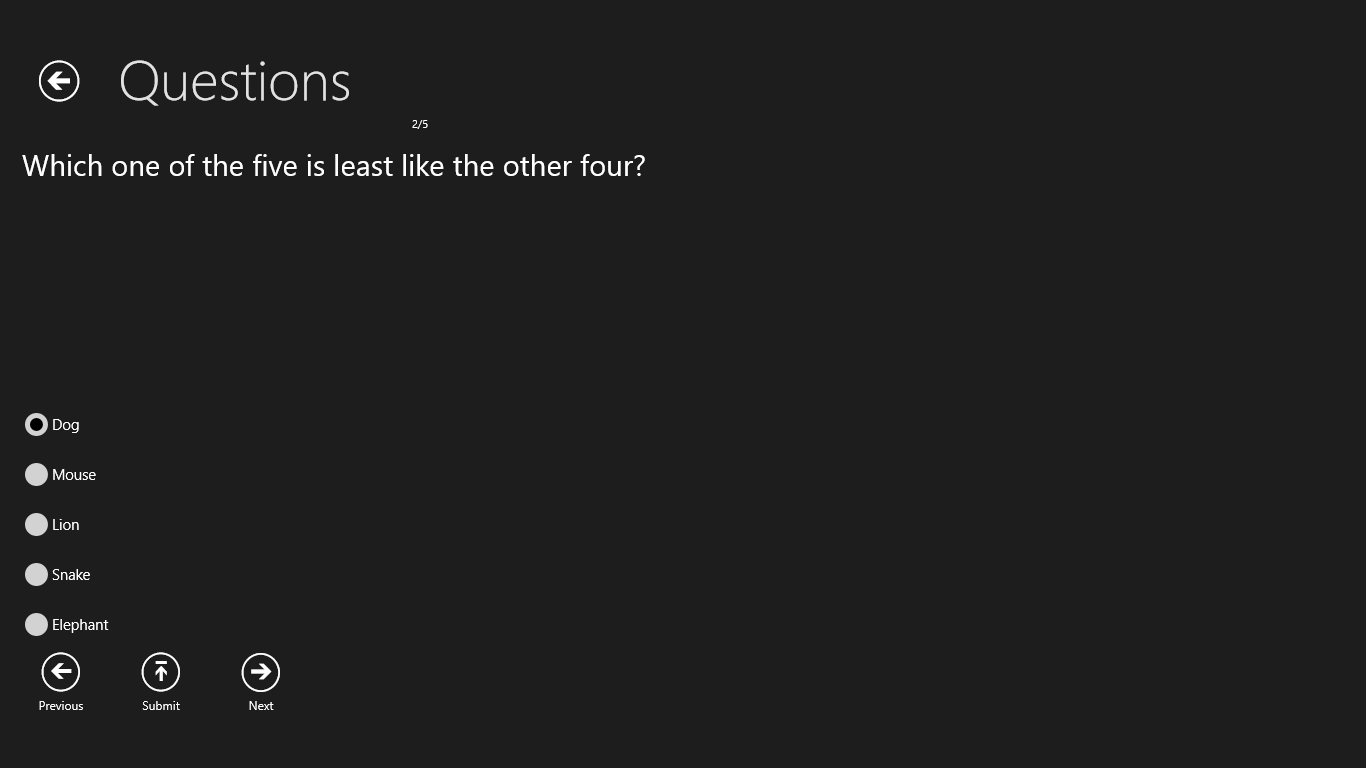 Questions
2/5
Which one of the five is least like the other four?
Dog
Mouse
Lion
Snake
Elephant
Previous
Submit
Next